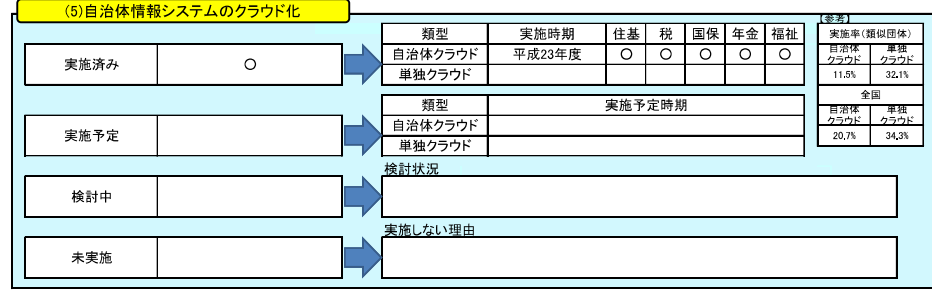 (5)自治体情報システムのクラウド化
【参考】
類型 実施時期 住基 税 国保 年金 福祉
実施済み ○
自治体クラウド 平成23年度 ○ ○ ○ ○ ○
単独クラウド
実施率(類似団体)
自治体クラウド 単独クラウド
11.5% 32.1%
全国
自治体クラウド 単独クラウド
20.7% 34.3%
実施予定
類型 実施予定時期
自治体クラウド
単独クラウド
検討中
検討状況
未実施
実施しない理由